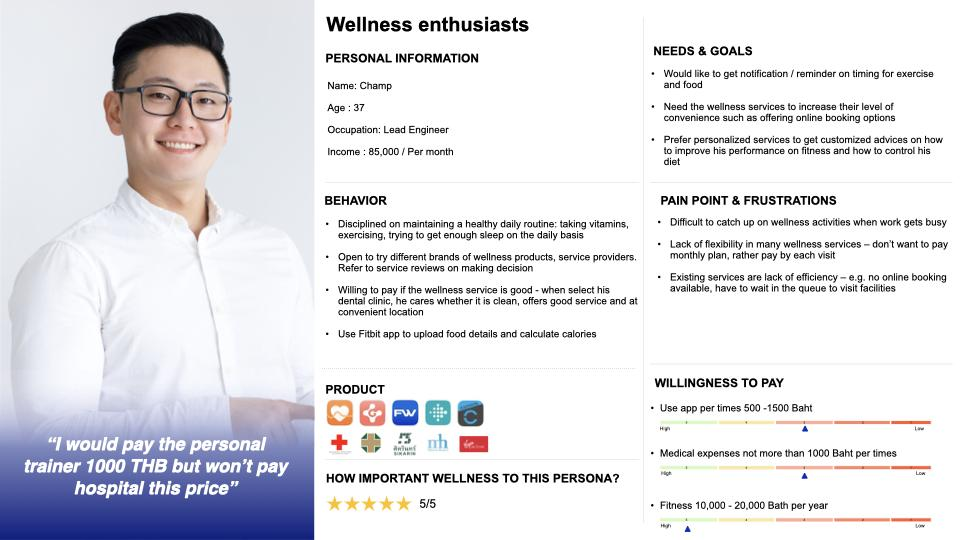 Wellness enthusiasts
PERSONAL INFORMATION
Name: Champ
Age : 37
Occupation: Lead Engineer
Income : 85,000 / Per month
BEHAVIOR
• Disciplined on maintaining a healthy daily routine: taking vitamins,
exercising, trying to get enough sleep on the daily basis
• Open to try different brands of wellness products, service providers.
Refer to service reviews on making decision
• Willing to pay if the wellness service is good - when select his
dental clinic, he cares whether it is clean, offers good service and at
convenient location
• Use Fitbit app to upload food details and calculate calories
PRODUCT
FW
ศิครินทร์
SIKARIN
HOW IMPORTANT WELLNESS TO THIS PERSONA?
5/5
“I would pay the personal
trainer 1000 THB but won’t pay
hospital this price”
NEEDS & GOALS
• Would like to get notification / reminder on timing for exercise
and food
• Need the wellness services to increase their level of
convenience such as offering online booking options
• Prefer personalized services to get customized advices on how
to improve his performance on fitness and how to control his
diet
PAIN POINT & FRUSTRATIONS
• Difficult to catch up on wellness activities when work gets busy
• Lack of flexibility in many wellness services – don’t want to pay
monthly plan, rather pay by each visit
• Existing services are lack of efficiency – e.g. no online booking
available, have to wait in the queue to visit facilities
WILLINGNESS TO PAY
• Use app per times 500 -1500 Baht
High Low
• Medical expenses not more than 1000 Baht per times
High Low
• Fitness 10,000 - 20,000 Bath per year
High Low